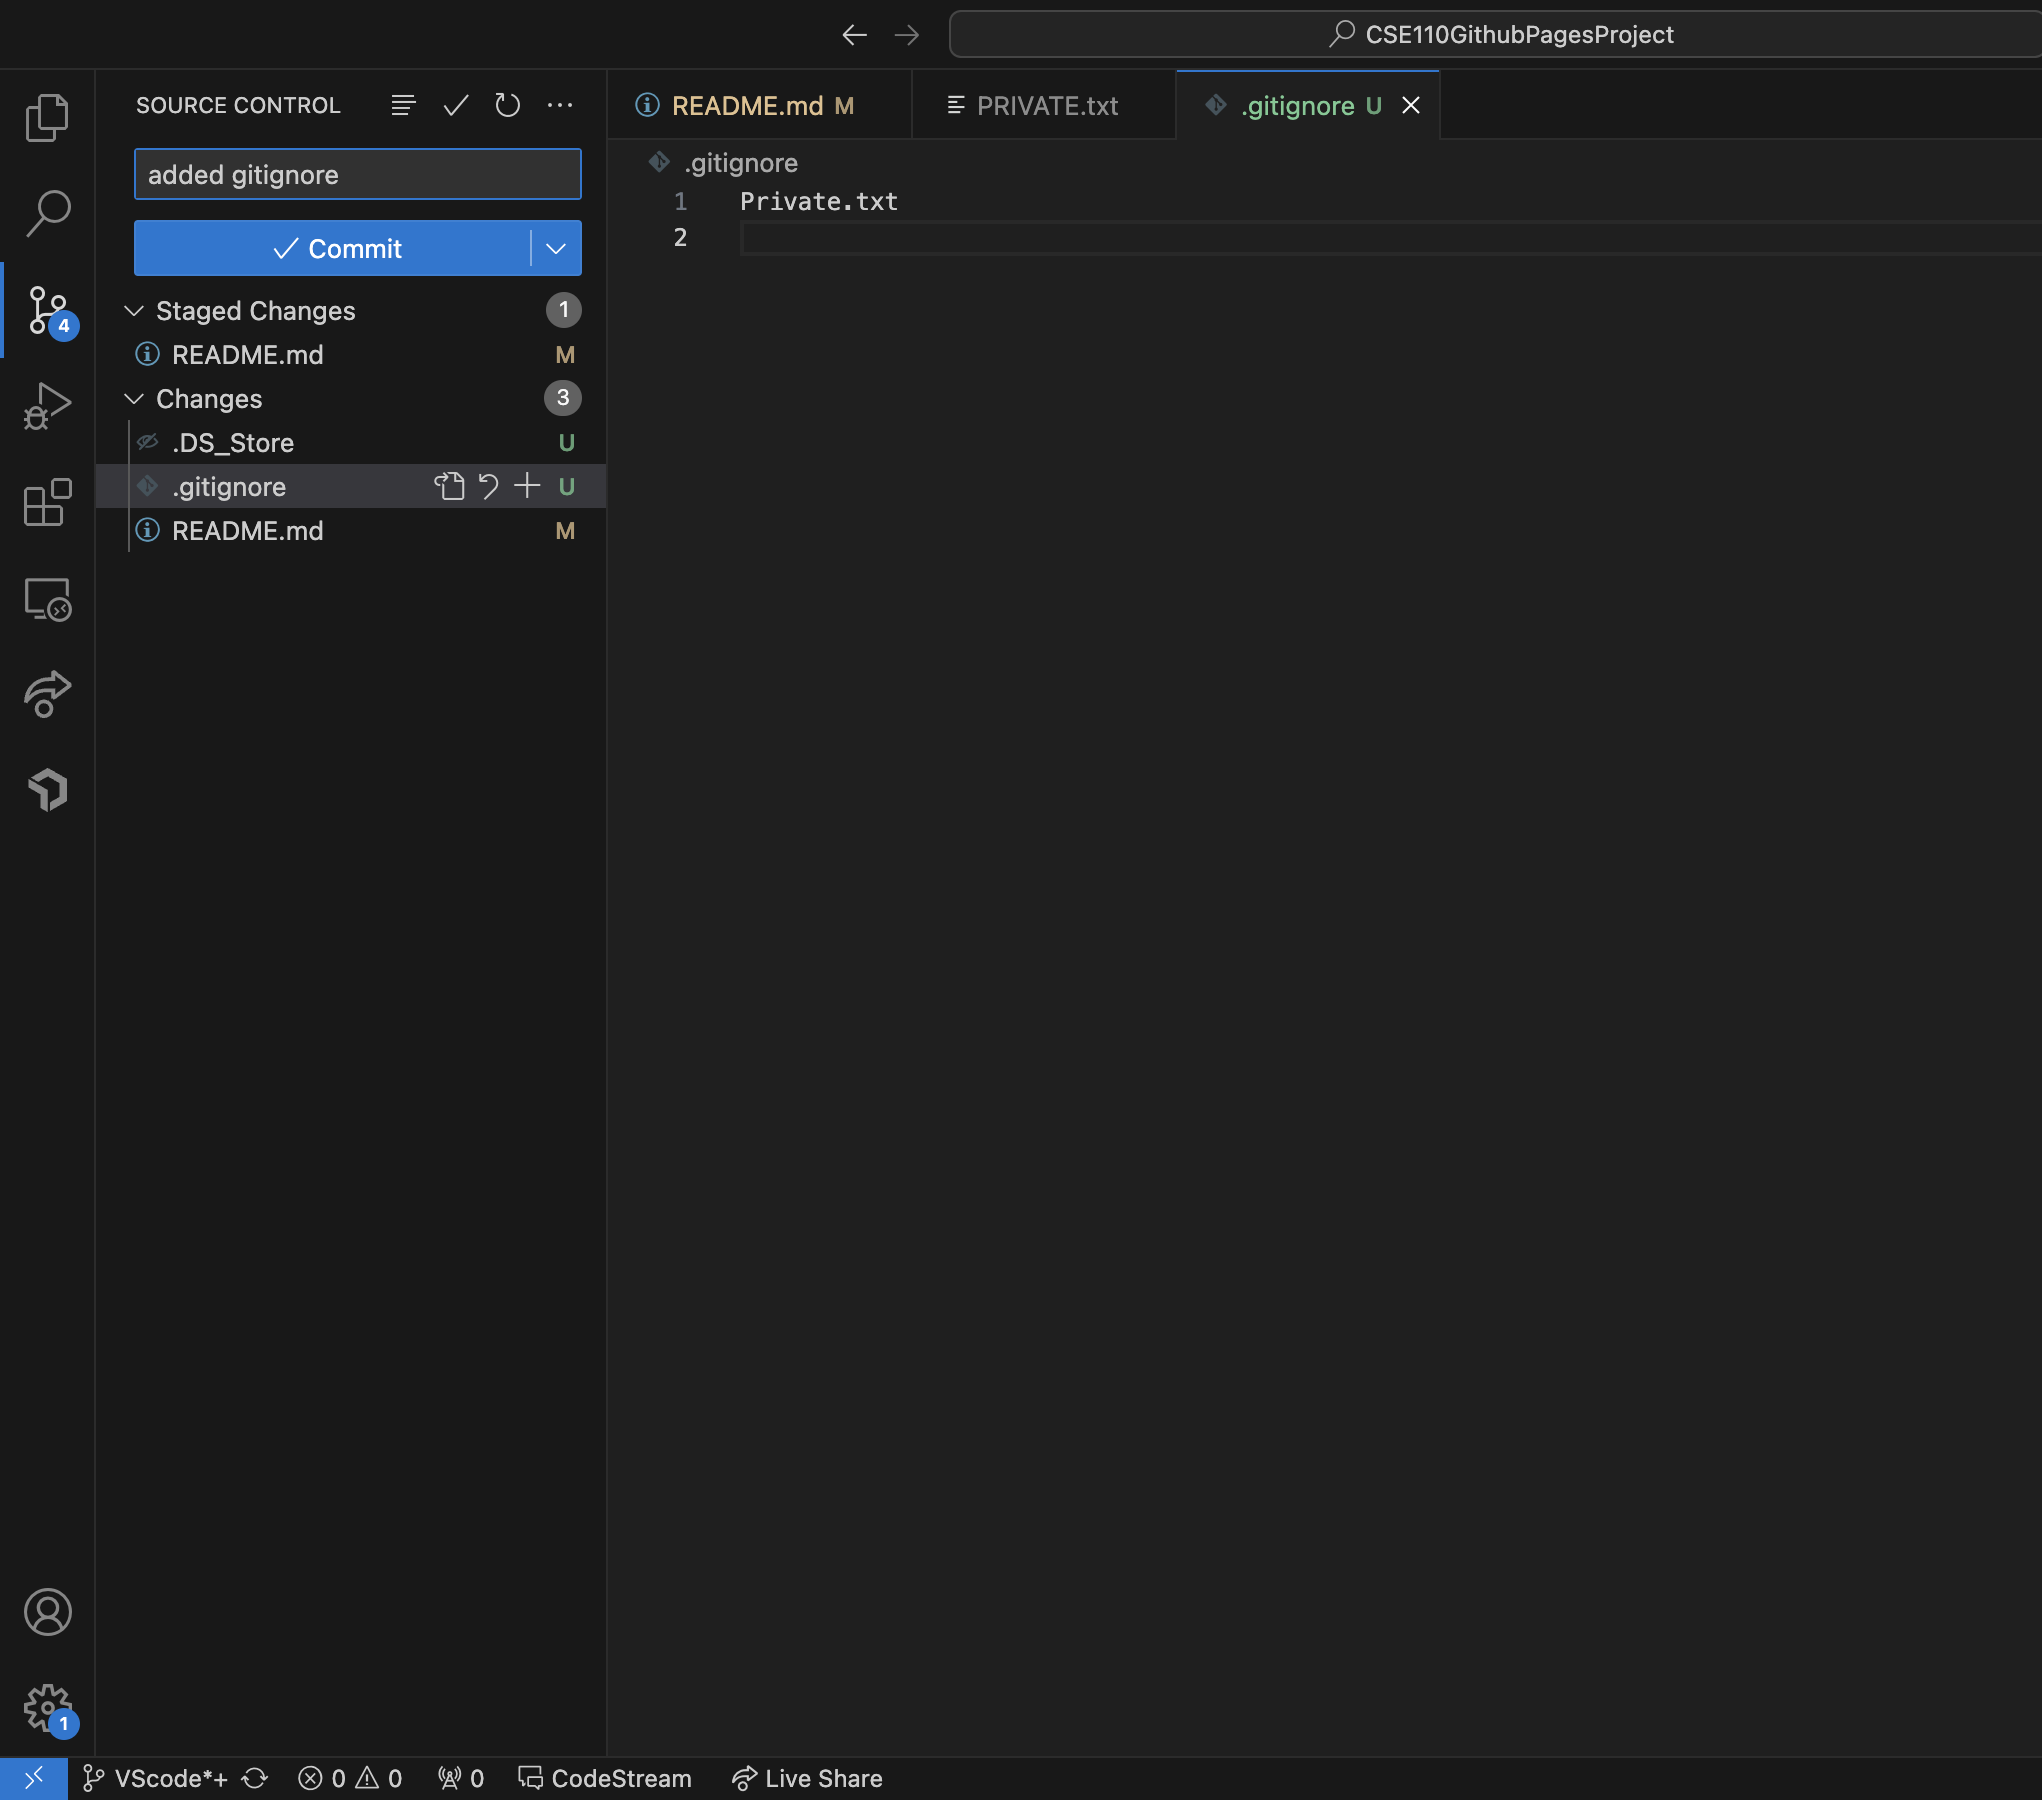 CSE110GithubPagesProject
SOURCE CONTROL
added gitignore
Commit
Staged Changes 1
README.md M
Changes 3
.DS_Store U
.gitignore U
README.md M
4
1
README.md M
PRIVATE.txt
.gitignore U
.gitignore
1 Private.txt
2
VScode*+ 0 0 0 CodeStream Live Share